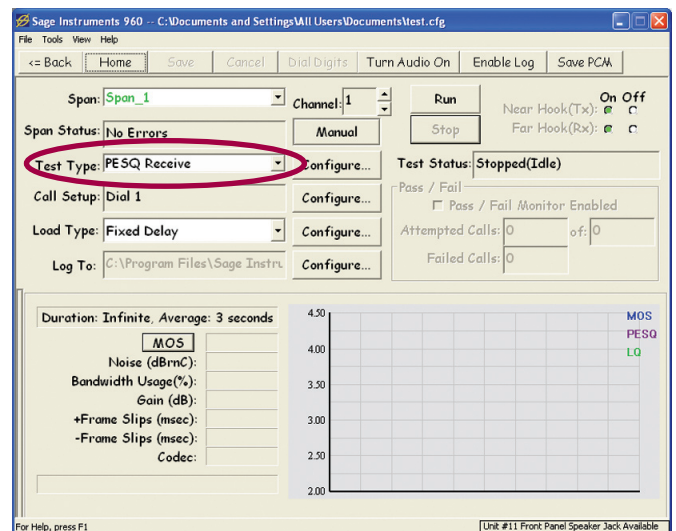 Sage Instruments 960 -- C:\Documents and Settings\All Users\Documents\test.cfg
File Tools View Help
<= Back Home Save Cancel Dial Digits Turn Audio On Enable Log Save PCM
Span: Span_1 Channel: 1 Run On Off
Near Hook(Tx):
Span Status: No Errors Manual Stop Far Hook(Rx):
Test Type: PESQ Receive Configure... Test Status: Stopped(Idle)
Pass / Fail
Call Setup: Dial 1 Configure... Pass / Fail Monitor Enabled
Load Type: Fixed Delay Configure... Attempted Calls: 0 of: 0
Log To: C:\Program Files\Sage Instru Configure... Failed Calls: 0
Duration: Infinite, Average: 3 seconds
MOS
Noise (dBrnC):
Bandwidth Usage(%):
Gain (dB):
+Frame Slips (msec):
-Frame Slips (msec):
Codec:
4.50
4.00
3.50
3.00
2.50
2.00
MOS
PESQ
LQ
For Help, press F1 Unit #11 Front Panel Speaker Jack Available